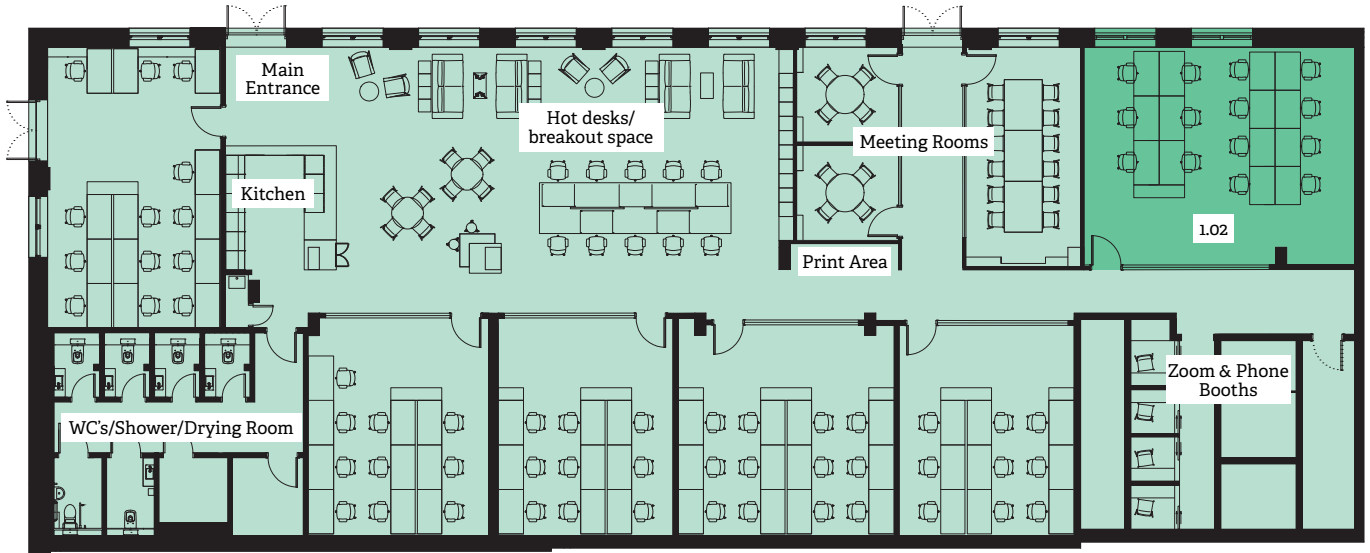 Main
Entrance
Hot desks/
breakout space
Meeting Rooms
Kitchen
1.02
Print Area
Zoom & Phone
Booths
WC's/Shower/Drying Room